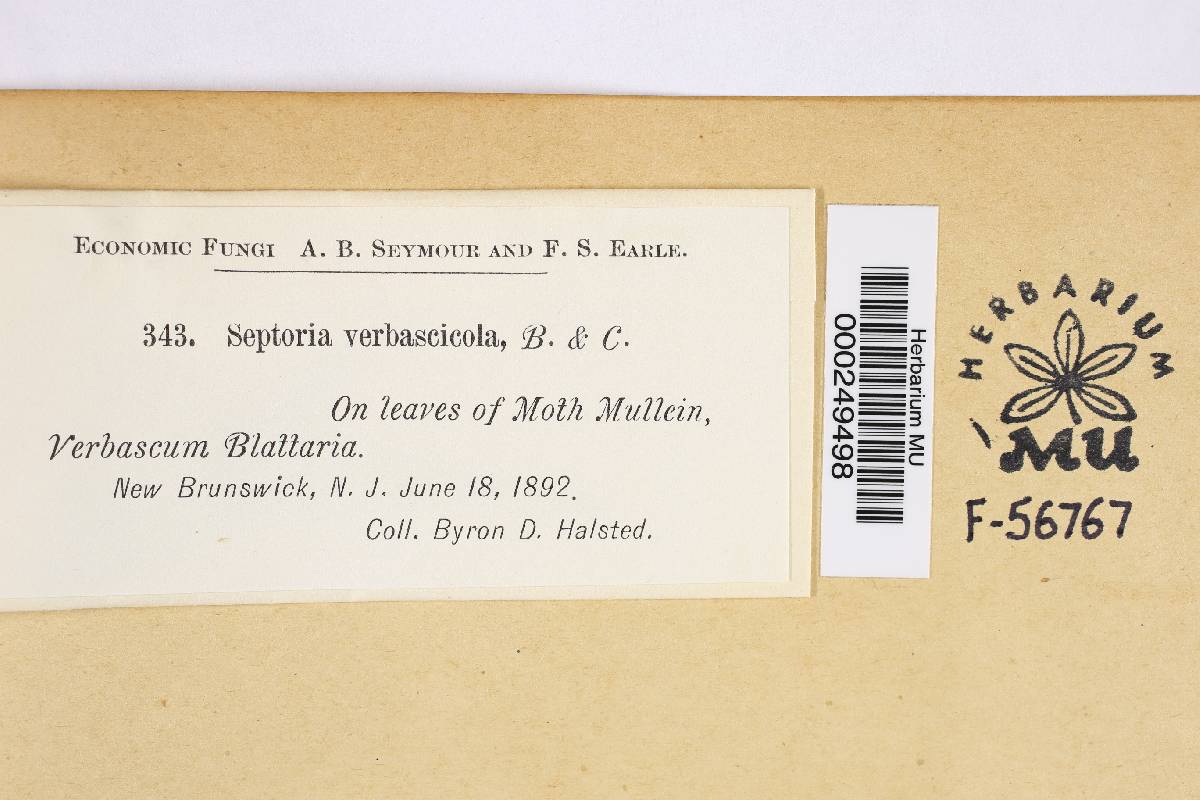 ECONOMIC FUNGI A. B. SEYMOUR AND F. S. EARLE.
343. Septoria verbascicola, B. & C.
On leaves of Moth Mullein,
Verbascum Blattaria.
New Brunswick, N. J. June 18, 1892.
Coll. Byron D. Halsted.
Herbarium MU
000249498
HERBARIUM
MU
F-56767